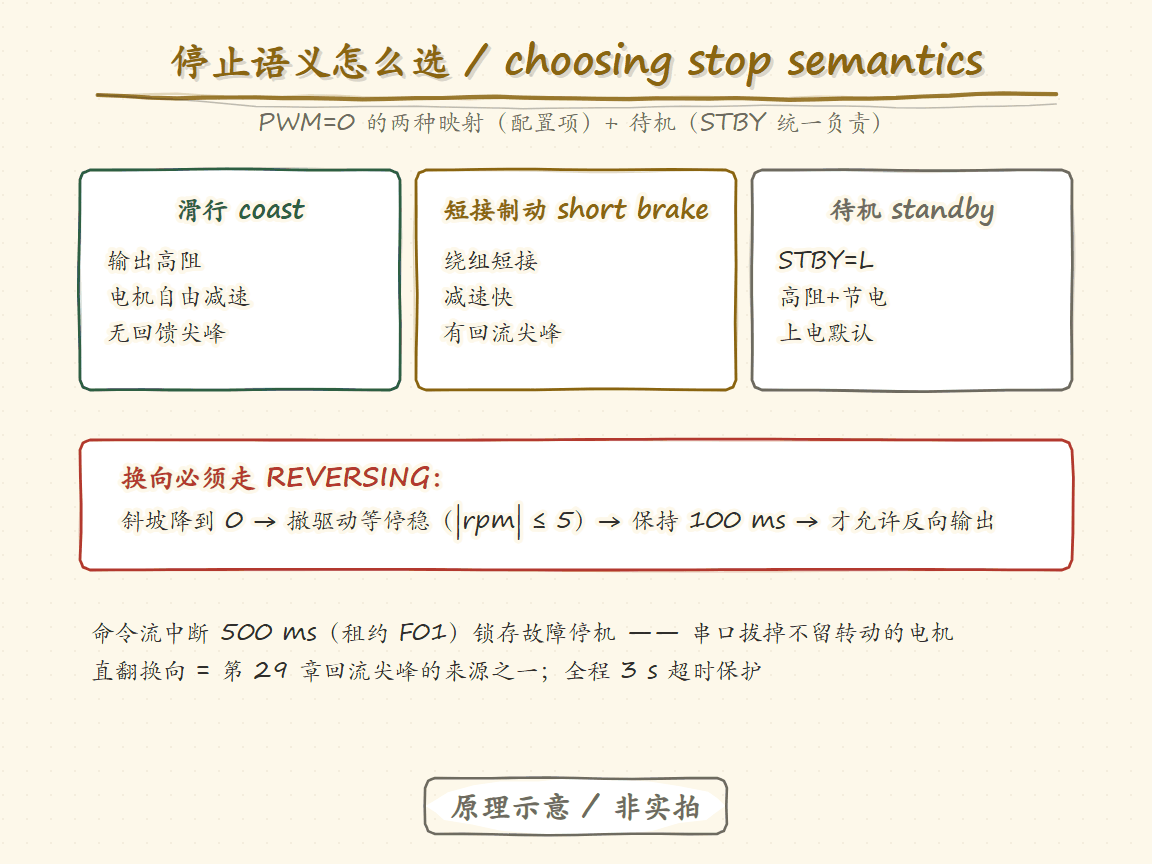 停止语义怎么选 / choosing stop semantics
PWM=0 的两种映射（配置项）+ 待机（STBY 统一负责）
滑行 coast
输出高阻
电机自由减速
无回馈尖峰
短接制动 short brake
绕组短接
减速快
有回流尖峰
待机 standby
STBY=L
高阻+节电
上电默认
换向必须走 REVERSING:
斜坡降到 0 → 撤驱动等停稳（|rpm| ≤ 5）→ 保持 100 ms → 才允许反向输出
命令流中断 500 ms（租约 F01）锁存故障停机 —— 串口拔掉不留转动的电机
直翻换向 = 第 29 章回流尖峰的来源之一；全程 3 s 超时保护
原理示意 / 非实拍